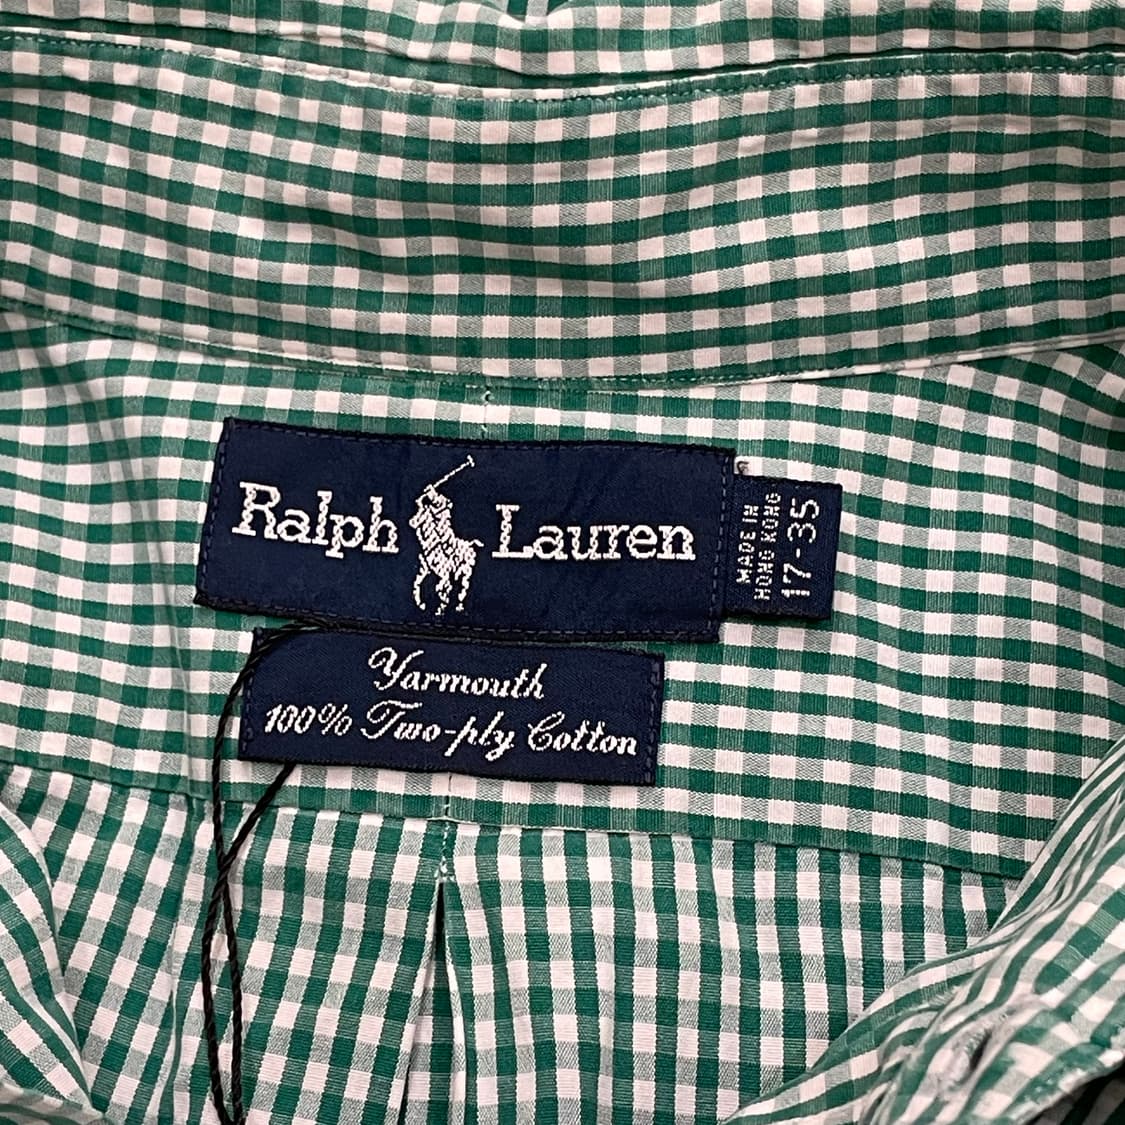 Ralph Lauren
MADE IN
HONG KONG
17-35
Yarmouth
100% Two-ply Cotton